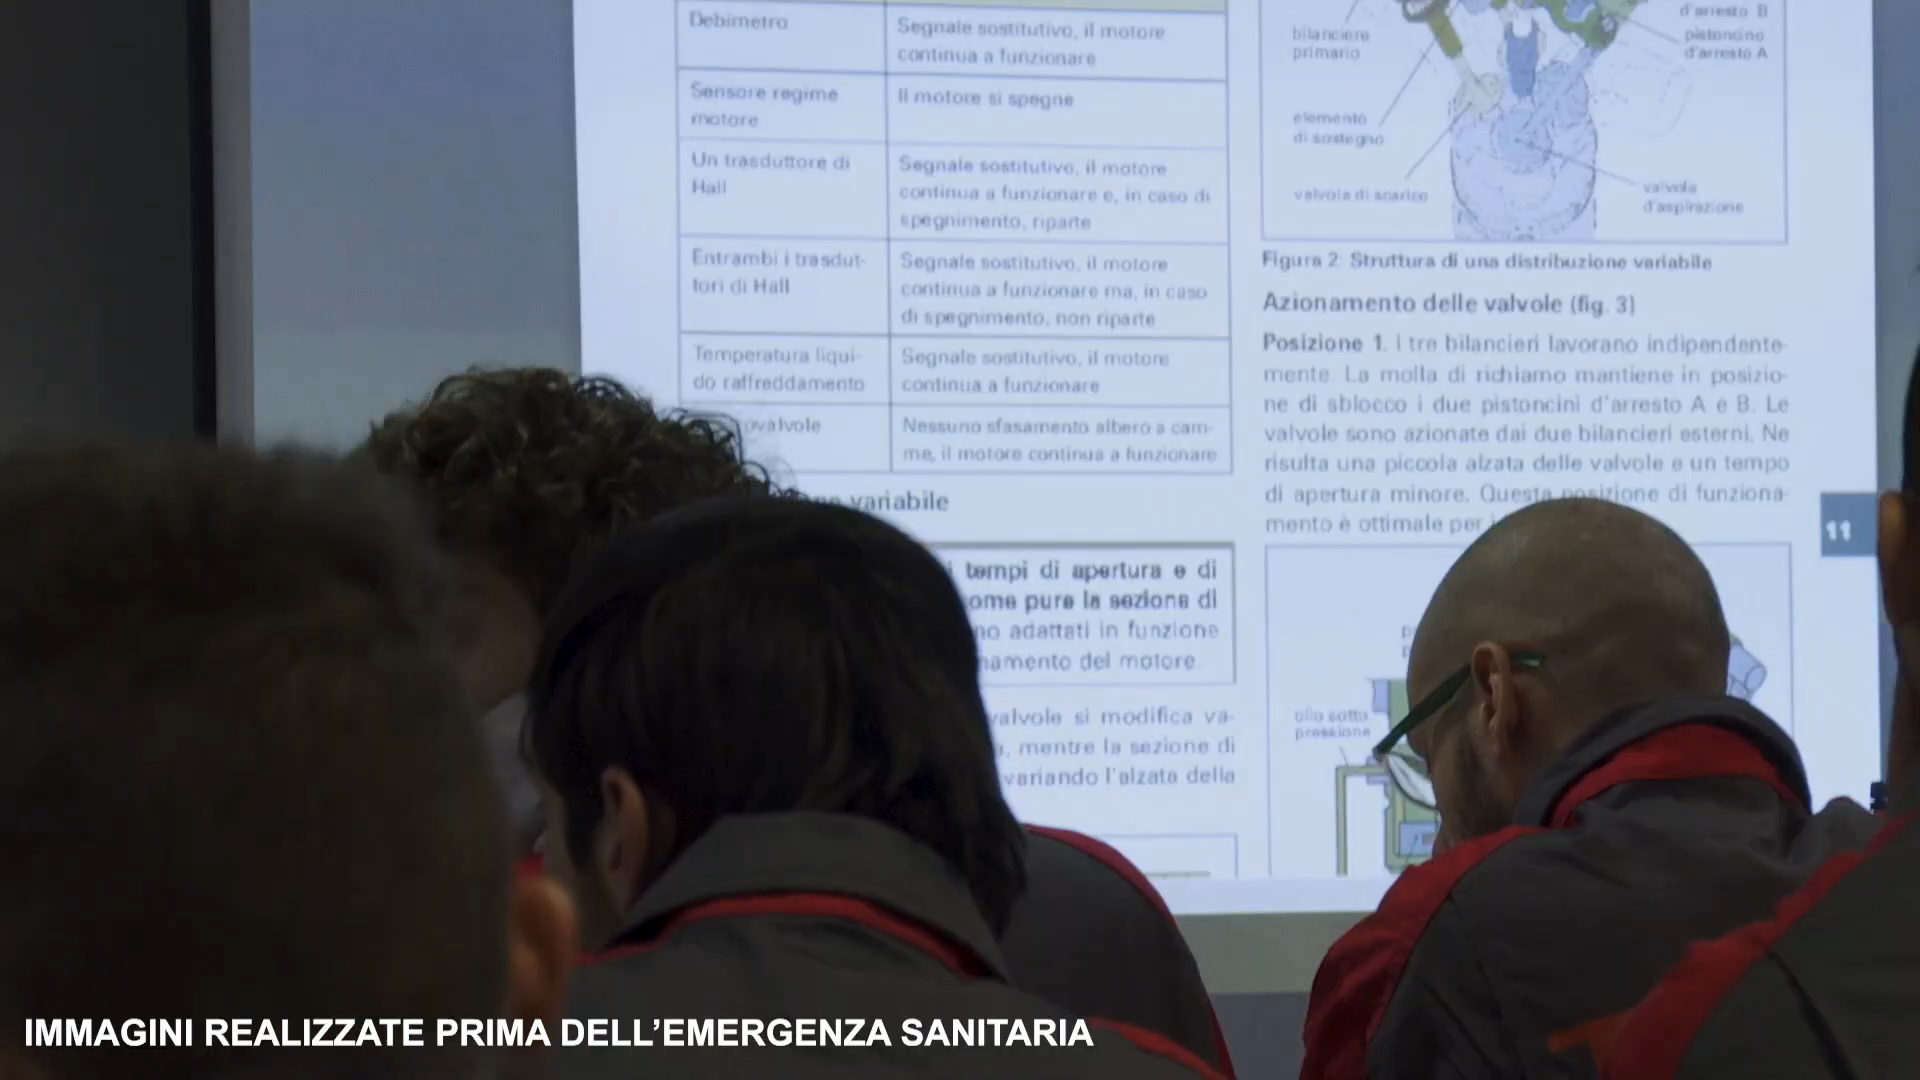 Debimetro
Segnale sostitutivo, il motore
continua a funzionare
Sensore regime
motore
Il motore si spegne
Un trasduttore di
Hall
Segnale sostitutivo, il motore
continua a funzionare e, in caso di
spegnimento, riparte
Entrambi i trasdut-
tori di Hall
Segnale sostitutivo, il motore
continua a funzionare ma, in caso
di spegnimento, non riparte
Temperatura liqui-
do raffreddamento
Segnale sostitutivo, il motore
continua a funzionare
ovalvole
Nessuno sfasamento albero a cam-
me, il motore continua a funzionare
variabile
i tempi di apertura e di
ome pure la sezione di
no adattati in funzione
namento del motore.
valvole si modifica va-
, mentre la sezione di
variando l'alzata della
d'arresto B
bilanciere
primario
pistoncino
d'arresto A
elemento
di sostegno
valvola di scarico
valvola
d'aspirazione
Figura 2: Struttura di una distribuzione variabile
Azionamento delle valvole (fig. 3)
Posizione 1. I tre bilancieri lavorano indipendente-
mente. La molla di richiamo mantiene in posizio-
ne di sblocco i due pistoncini d'arresto A e B. Le
valvole sono azionate dai due bilancieri esterni. Ne
risulta una piccola alzata delle valvole e un tempo
di apertura minore. Questa posizione di funziona-
mento è ottimale per
olio sotto
pressione
11
IMMAGINI REALIZZATE PRIMA DELL'EMERGENZA SANITARIA